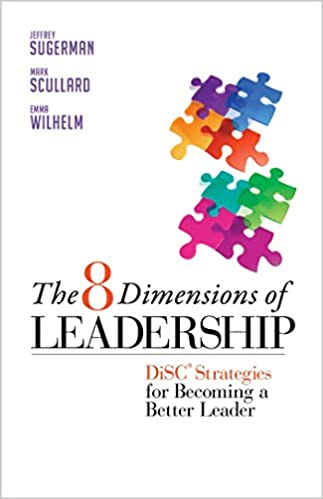 JEFFREY
SUGERMAN
MARK
SCULLARD
EMMA
WILHELM
The 8 Dimensions of
LEADERSHIP
DiSC® Strategies
for Becoming a
Better Leader